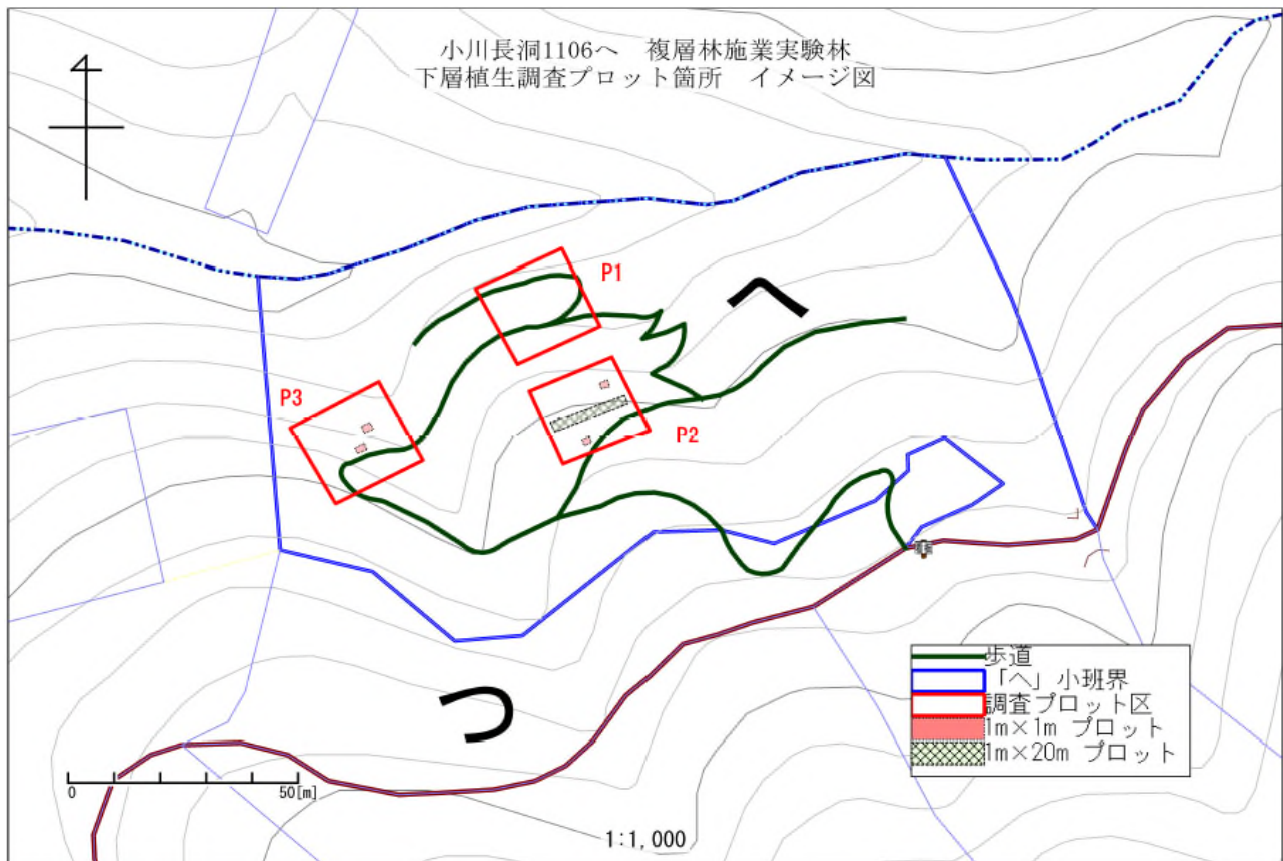 小川長洞1106へ 複層林施業実験林
下層植生調査プロット箇所 イメージ図
P1
へ
P3
P2
つ
歩道
「へ」小班界
調査プロット区
1m×1m プロット
1m×20m プロット
0 50[m]
1:1,000